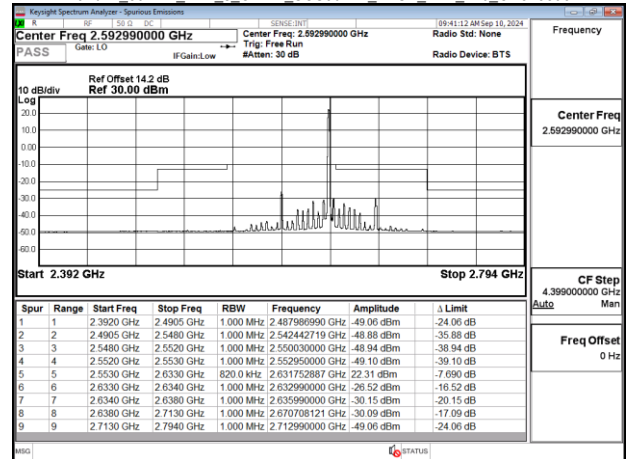 Keysight Spectrum Analyzer - Spurious Emissions
R RF 50 Ω DC SENSE:INT 09:41:12 AM Sep 10, 2024
Center Freq 2.592990000 GHz Center Freq: 2.592990000 GHz Radio Std: None Frequency
Gate: LO Trig: Free Run
PASS IFGain:Low #Atten: 30 dB Radio Device: BTS
Ref Offset 14.2 dB
10 dB/div Ref 30.00 dBm
Log
20.0
10.0
0.00
-10.0
-20.0
-30.0
-40.0
-50.0
-60.0
Center Freq
2.592990000 GHz
Start 2.392 GHz Stop 2.794 GHz
CF Step
4.399000000 GHz
Auto Man
Spur Range Start Freq Stop Freq RBW Frequency Amplitude Δ Limit
1 1 2.3920 GHz 2.4905 GHz 1.000 MHz 2.487986990 GHz -49.06 dBm -24.06 dB
2 2 2.4905 GHz 2.5480 GHz 1.000 MHz 2.542442719 GHz -48.88 dBm -35.88 dB
3 3 2.5480 GHz 2.5520 GHz 1.000 MHz 2.550030000 GHz -48.94 dBm -38.94 dB
4 4 2.5520 GHz 2.5530 GHz 1.000 MHz 2.552950000 GHz -49.10 dBm -39.10 dB
5 5 2.5530 GHz 2.6330 GHz 820.0 kHz 2.631752887 GHz 22.31 dBm -7.690 dB
6 6 2.6330 GHz 2.6340 GHz 1.000 MHz 2.632990000 GHz -26.52 dBm -16.52 dB
7 7 2.6340 GHz 2.6380 GHz 1.000 MHz 2.635990000 GHz -30.15 dBm -20.15 dB
8 8 2.6380 GHz 2.7130 GHz 1.000 MHz 2.670708121 GHz -30.09 dBm -17.09 dB
9 9 2.7130 GHz 2.7940 GHz 1.000 MHz 2.712990000 GHz -49.06 dBm -24.06 dB
Freq Offset
0 Hz
MSG STATUS